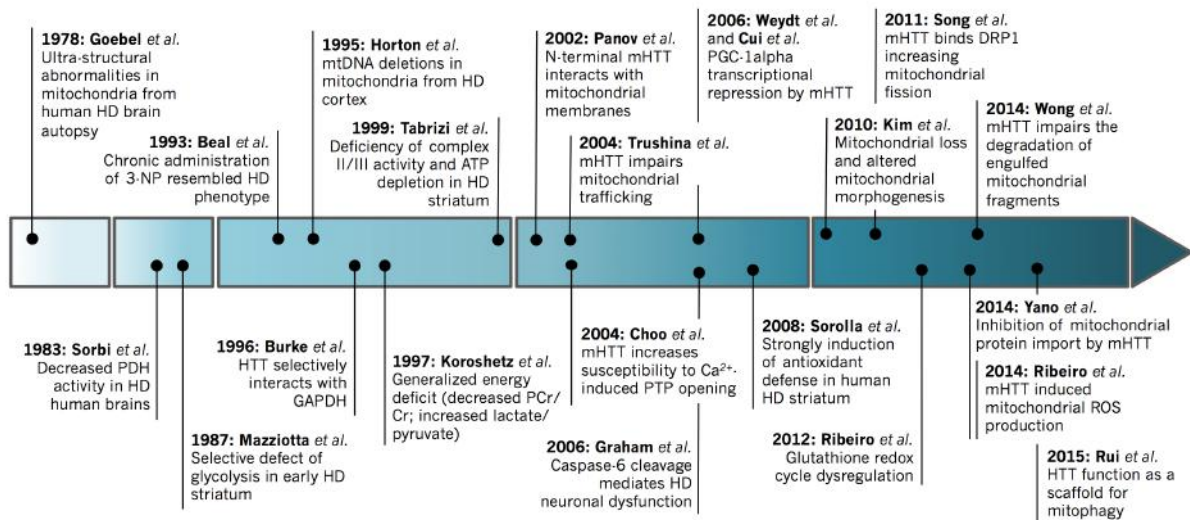 1978: Goebel et al.
Ultra-structural
abnormalities in
mitochondria from
human HD brain
autopsy
1993: Beal et al.
Chronic administration
of 3-NP resembled HD
phenotype
1995: Horton et al.
mtDNA deletions in
mitochondria from HD
cortex
1999: Tabrizi et al.
Deficiency of complex
II/III activity and ATP
depletion in HD
striatum
2002: Panov et al.
N-terminal mHTT
interacts with
mitochondrial
membranes
2004: Trushina et al.
mHTT impairs
mitochondrial
trafficking
2006: Weydt et al.
and Cui et al.
PGC-1alpha
transcriptional
repression by mHTT
2010: Kim et al.
Mitochondrial loss
and altered
mitochondrial
morphogenesis
2011: Song et al.
mHTT binds DRP1
increasing
mitochondrial
fission
2014: Wong et al.
mHTT impairs the
degradation of
engulfed
mitochondrial
fragments
1983: Sorbi et al.
Decreased PDH
activity in HD
human brains
1987: Mazziotta et al.
Selective defect of
glycolysis in early HD
striatum
1996: Burke et al.
HTT selectively
interacts with
GAPDH
1997: Koroshetz et al.
Generalized energy
deficit (decreased PCr/
Cr; increased lactate/
pyruvate)
2004: Choo et al.
mHTT increases
susceptibility to Ca²⁺-
induced PTP opening
2006: Graham et al.
Caspase-6 cleavage
mediates HD
neuronal dysfunction
2008: Sorolla et al.
Strongly induction of
antioxidant
defense in human
HD striatum
2012: Ribeiro et al.
Glutathione redox
cycle dysregulation
2014: Yano et al.
Inhibition of mitochondrial
protein import by mHTT
2014: Ribeiro et al.
mHTT induced
mitochondrial ROS
production
2015: Rui et al.
HTT function as a
scaffold for
mitophagy